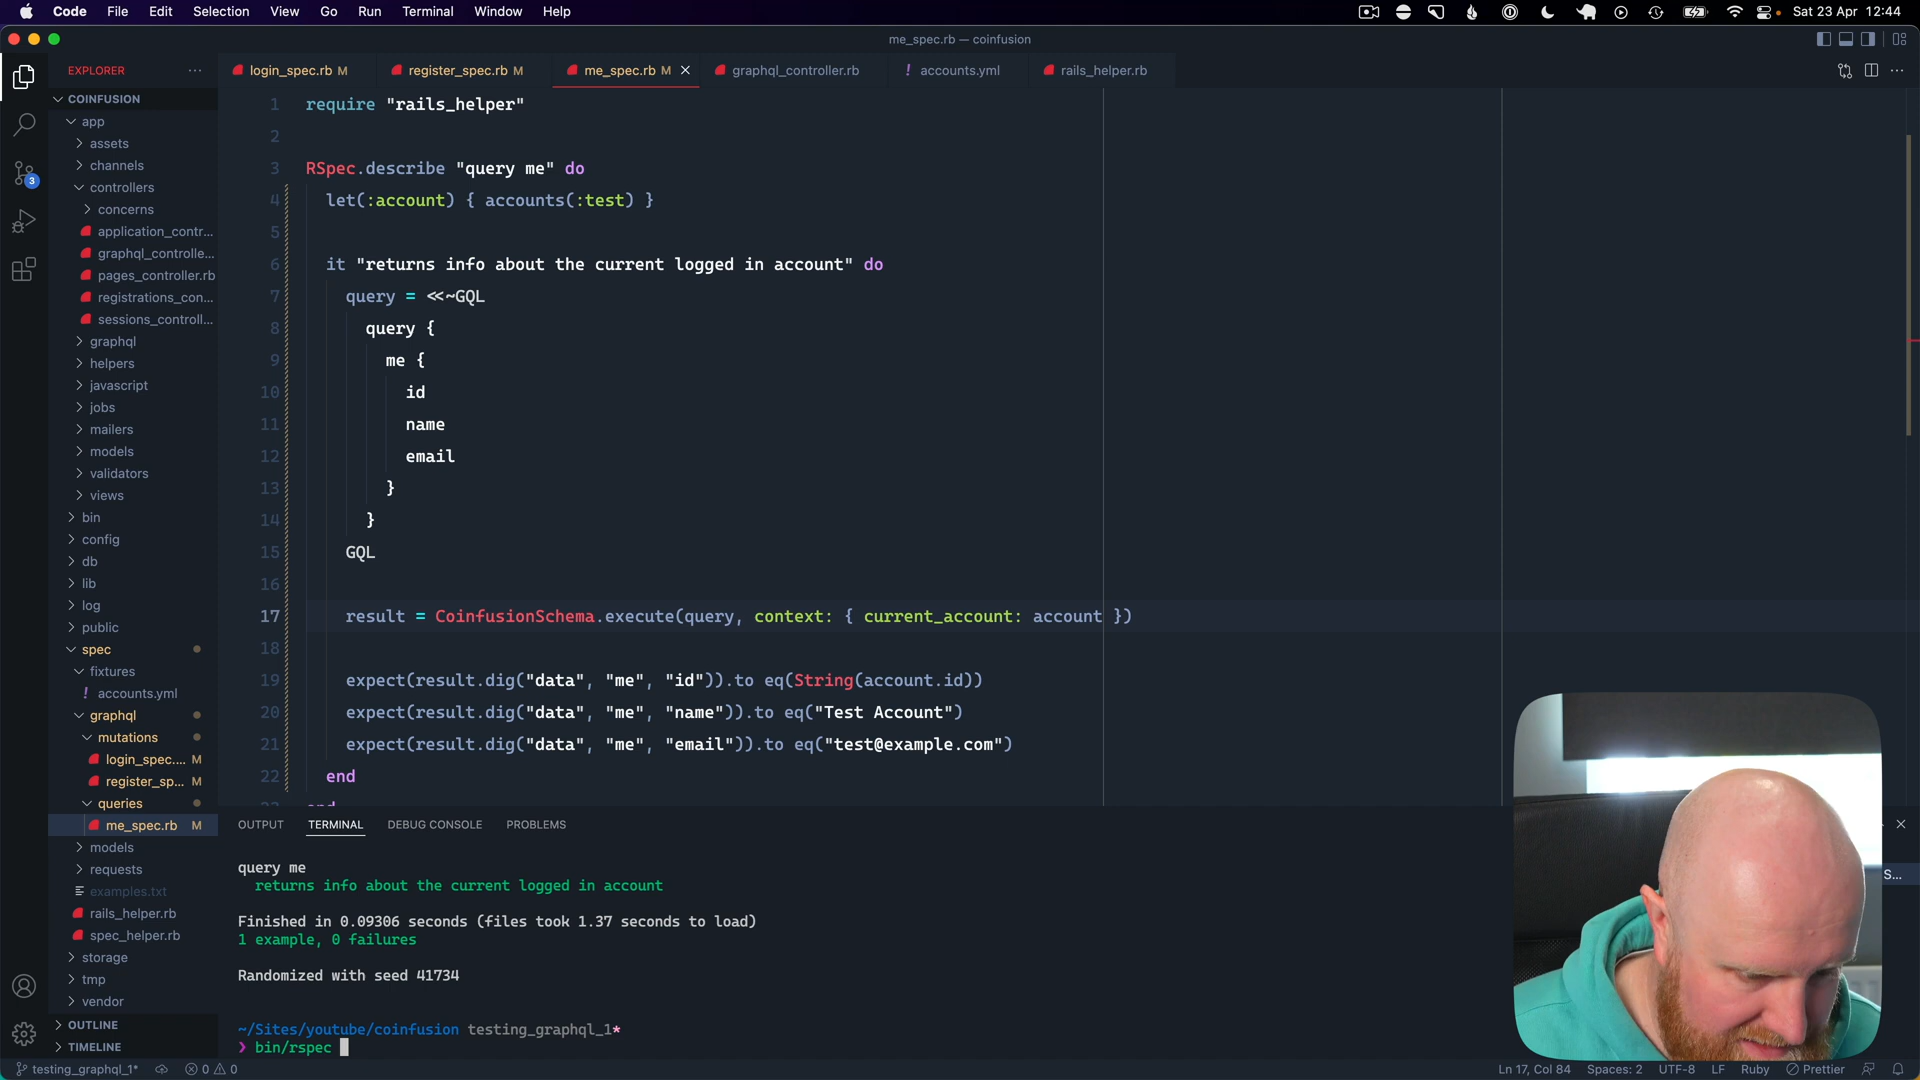 Code File Edit Selection View Go Run Terminal Window Help Sat 23 Apr 12:44
me_spec.rb — coinfusion
EXPLORER
login_spec.rb M
register_spec.rb M
me_spec.rb M
graphql_controller.rb
! accounts.yml
rails_helper.rb
COINFUSION
app
assets
channels
controllers
concerns
application_contr...
graphql_controlle...
pages_controller.rb
registrations_con...
sessions_controll...
graphql
helpers
javascript
jobs
mailers
models
validators
views
bin
config
db
lib
log
public
spec
fixtures
! accounts.yml
graphql
mutations
login_spec.... M
register_sp... M
queries
me_spec.rb M
models
requests
examples.txt
rails_helper.rb
spec_helper.rb
storage
tmp
vendor
OUTLINE
TIMELINE
3
1 require "rails_helper"
2
3 RSpec.describe "query me" do
4 let(:account) { accounts(:test) }
5
6 it "returns info about the current logged in account" do
7 query = <<~GQL
8 query {
9 me {
10 id
11 name
12 email
13 }
14 }
15 GQL
16
17 result = CoinfusionSchema.execute(query, context: { current_account: account })
18
19 expect(result.dig("data", "me", "id")).to eq(String(account.id))
20 expect(result.dig("data", "me", "name")).to eq("Test Account")
21 expect(result.dig("data", "me", "email")).to eq("test@example.com")
22 end
OUTPUT TERMINAL DEBUG CONSOLE PROBLEMS
query me
returns info about the current logged in account
Finished in 0.09306 seconds (files took 1.37 seconds to load)
1 example, 0 failures
Randomized with seed 41734
~/Sites/youtube/coinfusion testing_graphql_1*
❯ bin/rspec
S...
testing_graphql_1* 0 0 Ln 17, Col 84 Spaces: 2 UTF-8 LF Ruby Prettier